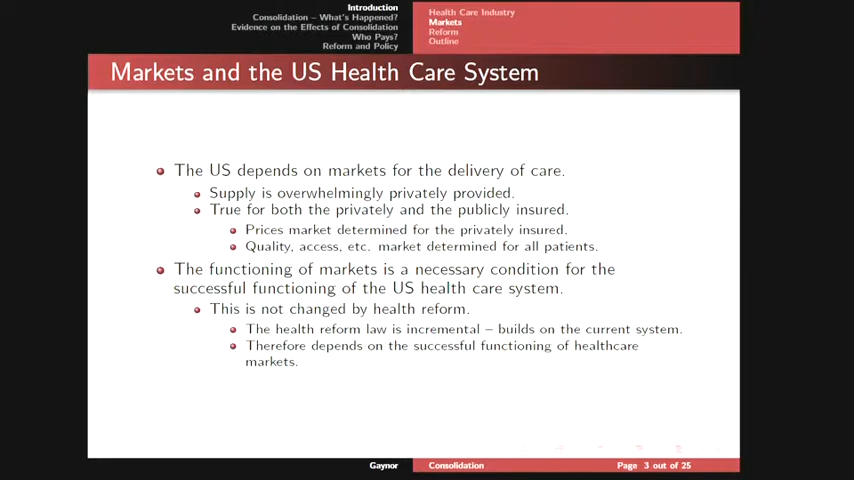 Introduction
Consolidation – What's Happened?
Evidence on the Effects of Consolidation
Who Pays?
Reform and Policy
Health Care Industry
Markets
Reform
Outline
Markets and the US Health Care System
The US depends on markets for the delivery of care.
Supply is overwhelmingly privately provided.
True for both the privately and the publicly insured.
Prices market determined for the privately insured.
Quality, access, etc. market determined for all patients.
The functioning of markets is a necessary condition for the
successful functioning of the US health care system.
This is not changed by health reform.
The health reform law is incremental – builds on the current system.
Therefore depends on the successful functioning of healthcare
markets.
Gaynor
Consolidation
Page 3 out of 25